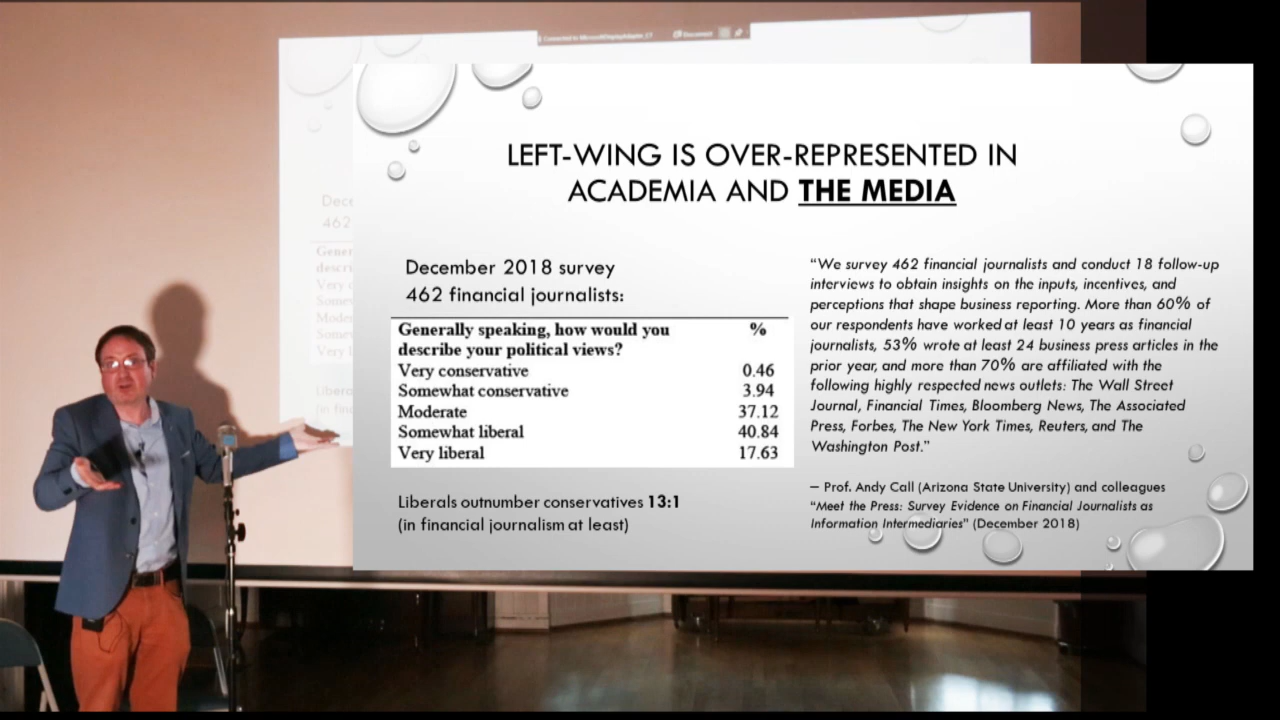 Disconnect
Dece
462
LEFT-WING IS OVER-REPRESENTED IN
ACADEMIA AND THE MEDIA
December 2018 survey
462 financial journalists:
Generally speaking, how would you %
describe your political views?
Very conservative 0.46
Somewhat conservative 3.94
Moderate 37.12
Somewhat liberal 40.84
Very liberal 17.63
Liberals outnumber conservatives 13:1
(in financial journalism at least)
“We survey 462 financial journalists and conduct 18 follow-up
interviews to obtain insights on the inputs, incentives, and
perceptions that shape business reporting. More than 60% of
our respondents have worked at least 10 years as financial
journalists, 53% wrote at least 24 business press articles in the
prior year, and more than 70% are affiliated with the
following highly respected news outlets: The Wall Street
Journal, Financial Times, Bloomberg News, The Associated
Press, Forbes, The New York Times, Reuters, and The
Washington Post.”
– Prof. Andy Call (Arizona State University) and colleagues
“Meet the Press: Survey Evidence on Financial Journalists as
Information Intermediaries” (December 2018)